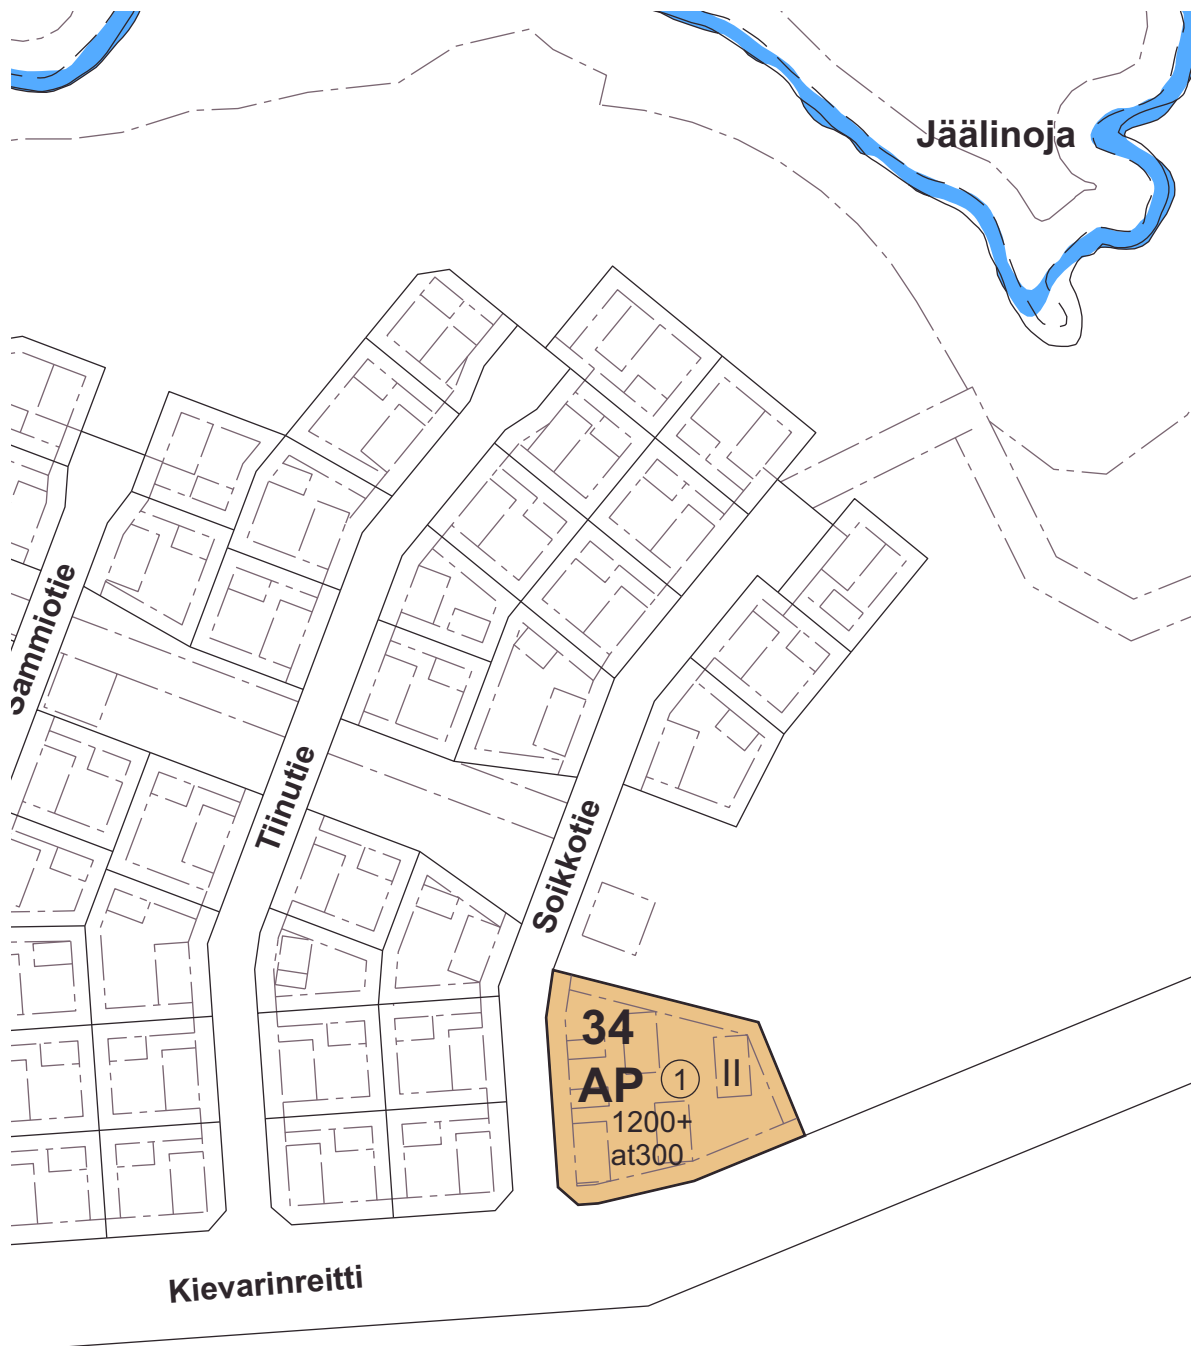 Jäälinoja
Sammiotie
Tiinutie
Soikkotie
34
AP 1 II
1200+
at300
Kievarinreitti